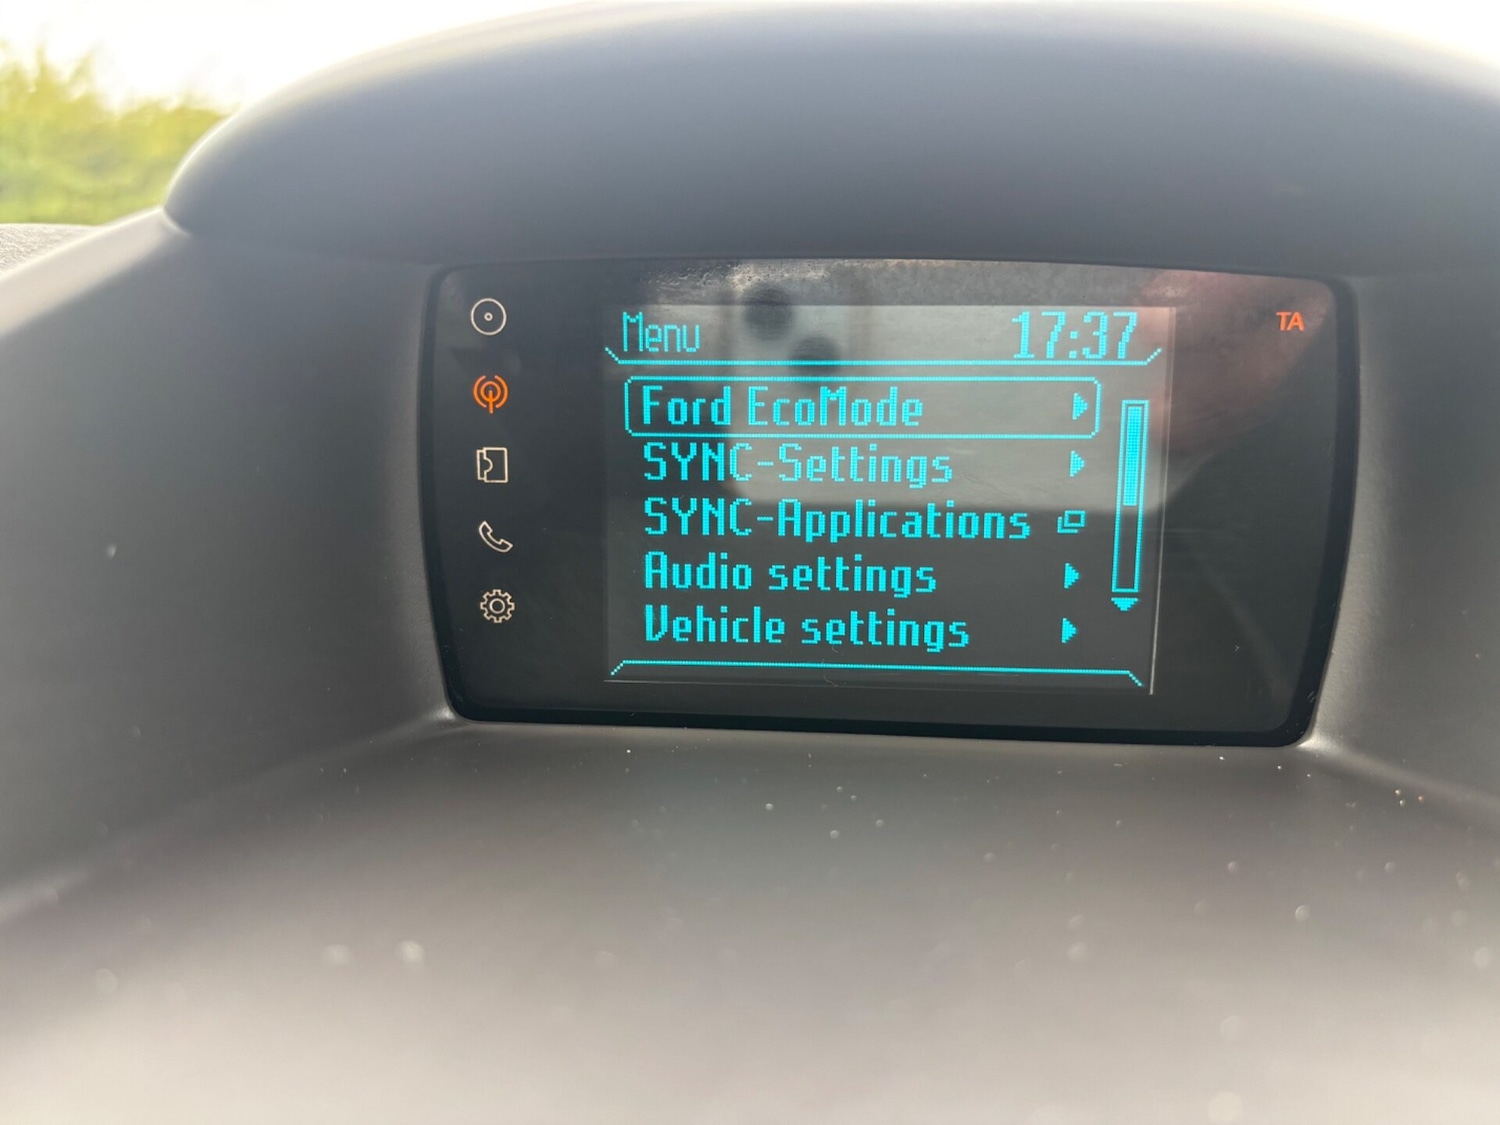 Menu 17:37 TA
Ford EcoMode
SYNC-Settings
SYNC-Applications
Audio settings
Vehicle settings